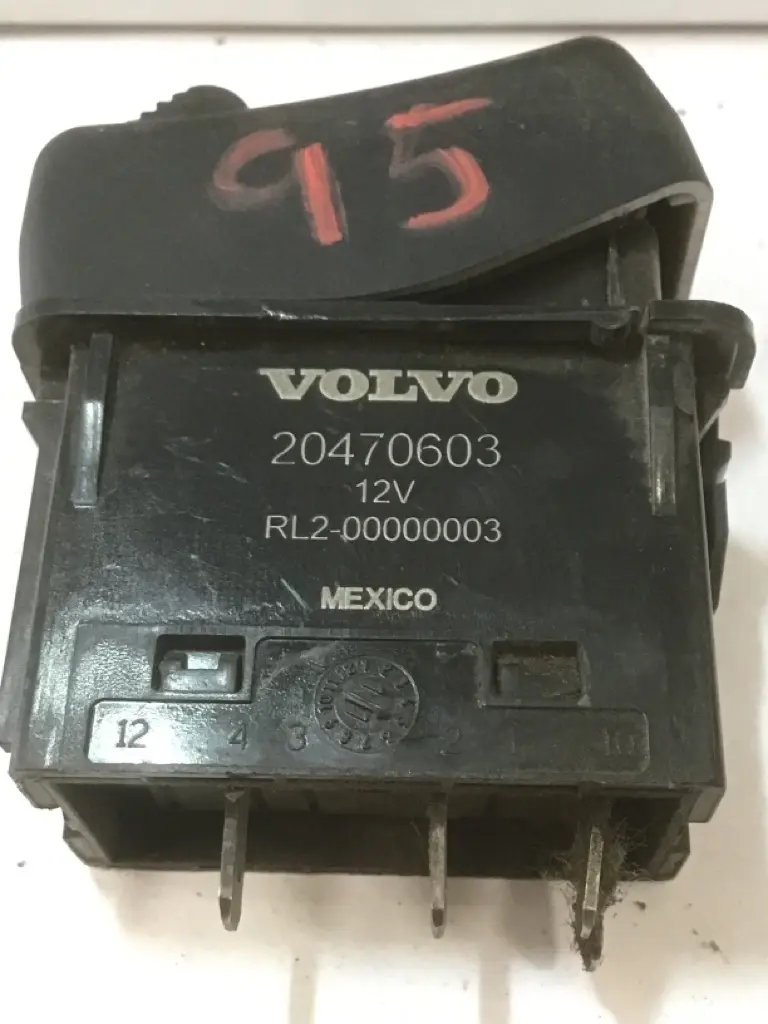 95
VOLVO
20470603
12V
RL2-00000003
MEXICO
12 4 3 2 1 10